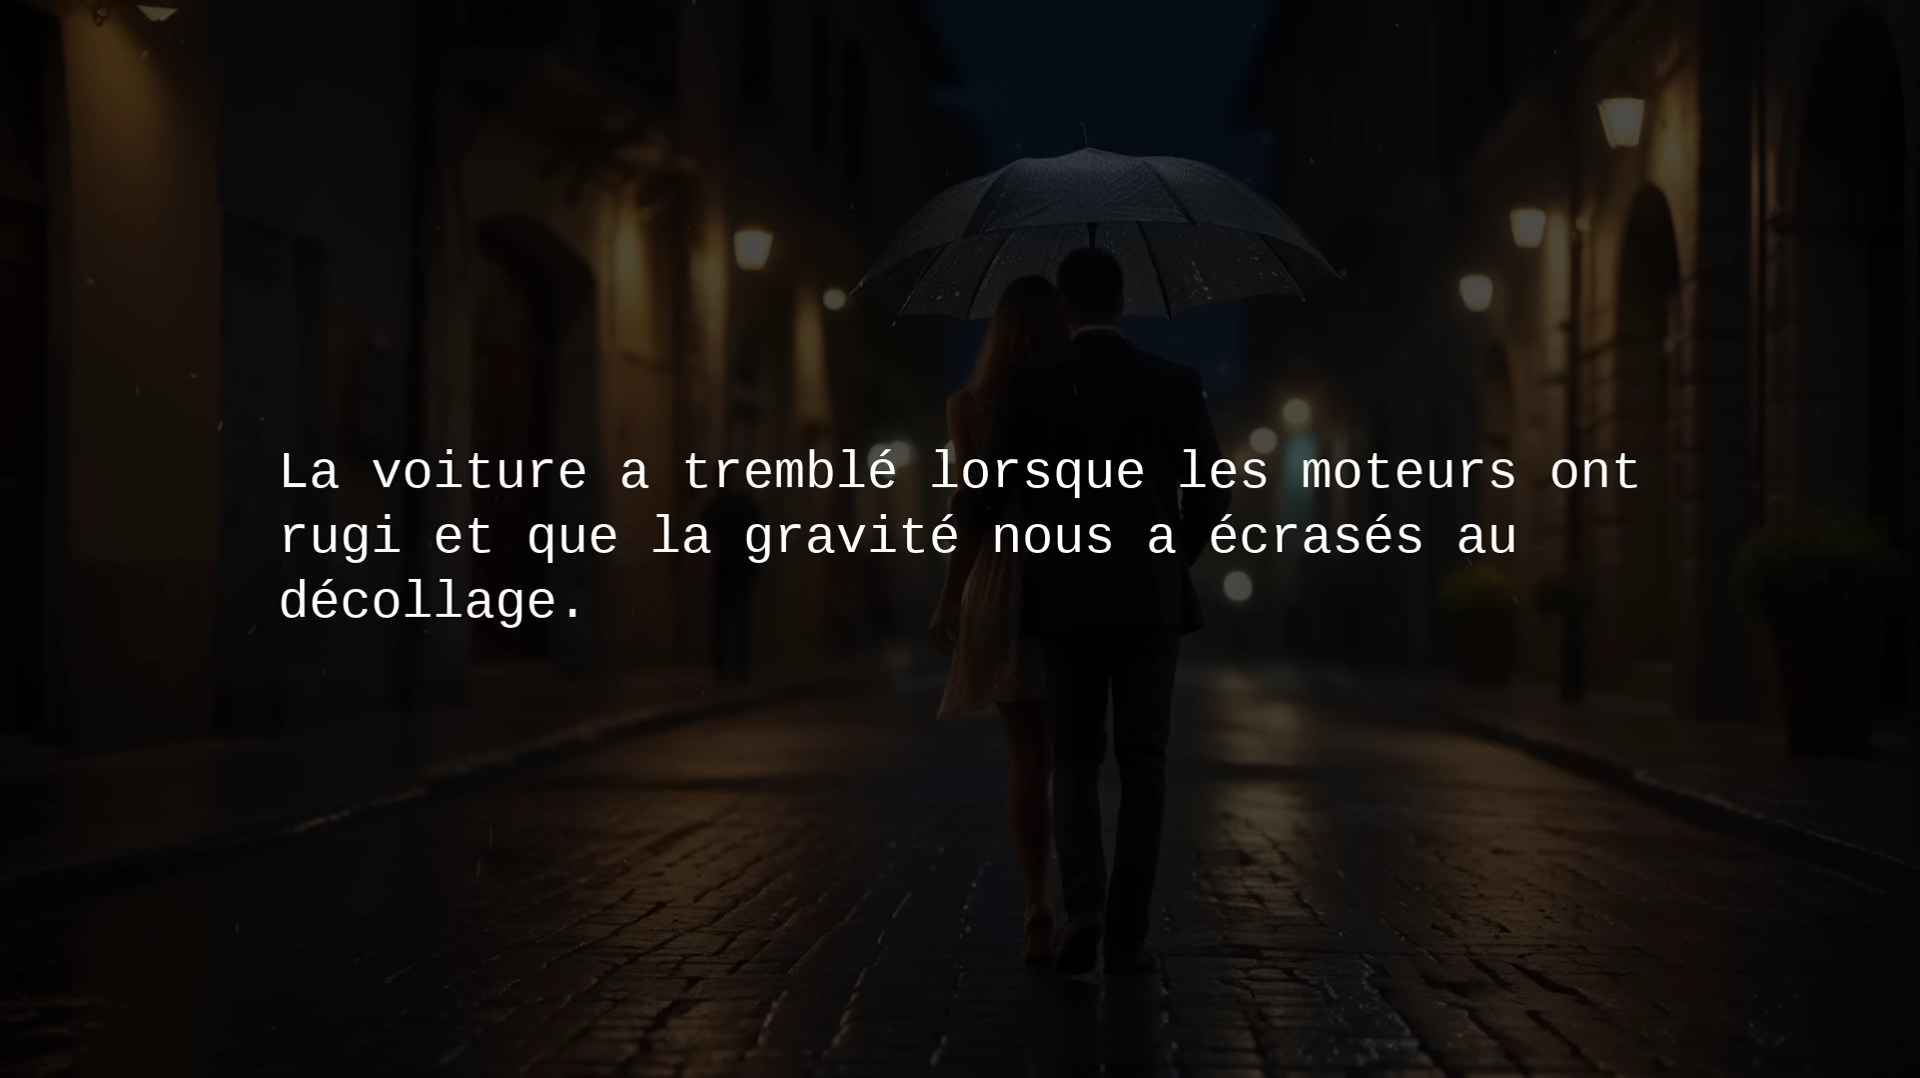 La voiture a tremblé lorsque les moteurs ont
rugi et que la gravité nous a écrasés au
décollage.